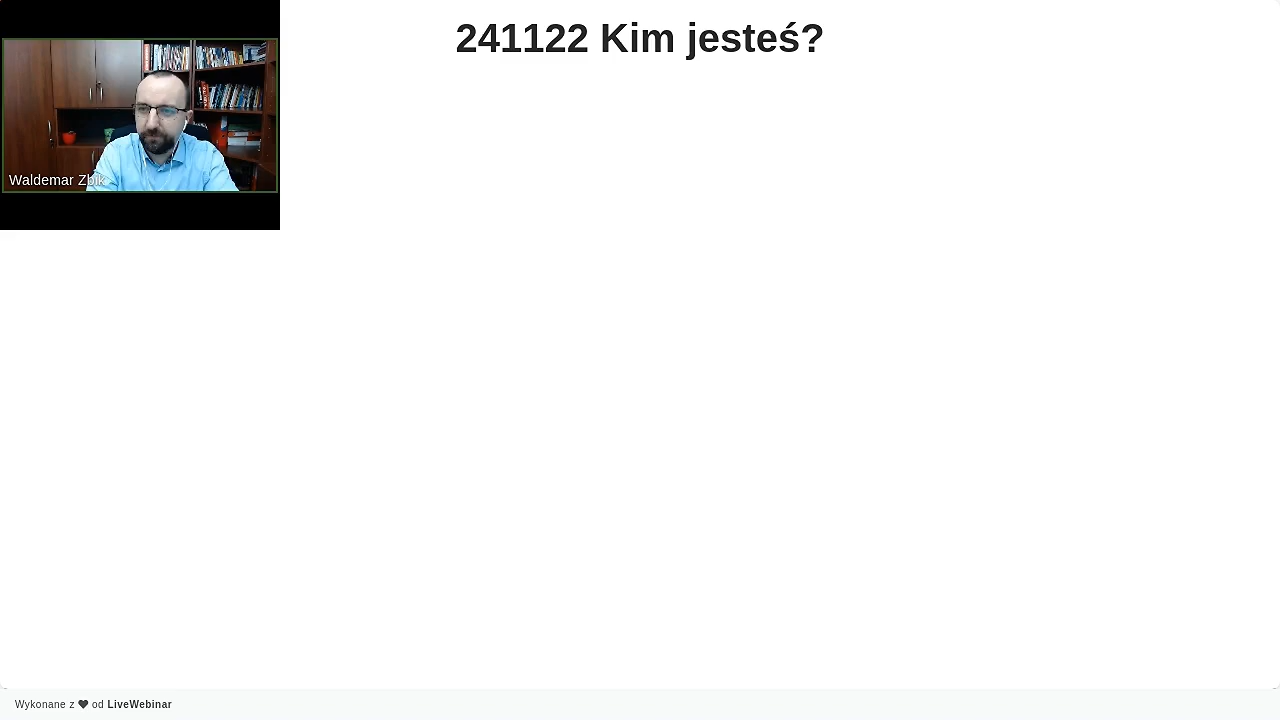 241122 Kim jesteś?
Waldemar Zbik
Wykonane z ♥ od LiveWebinar